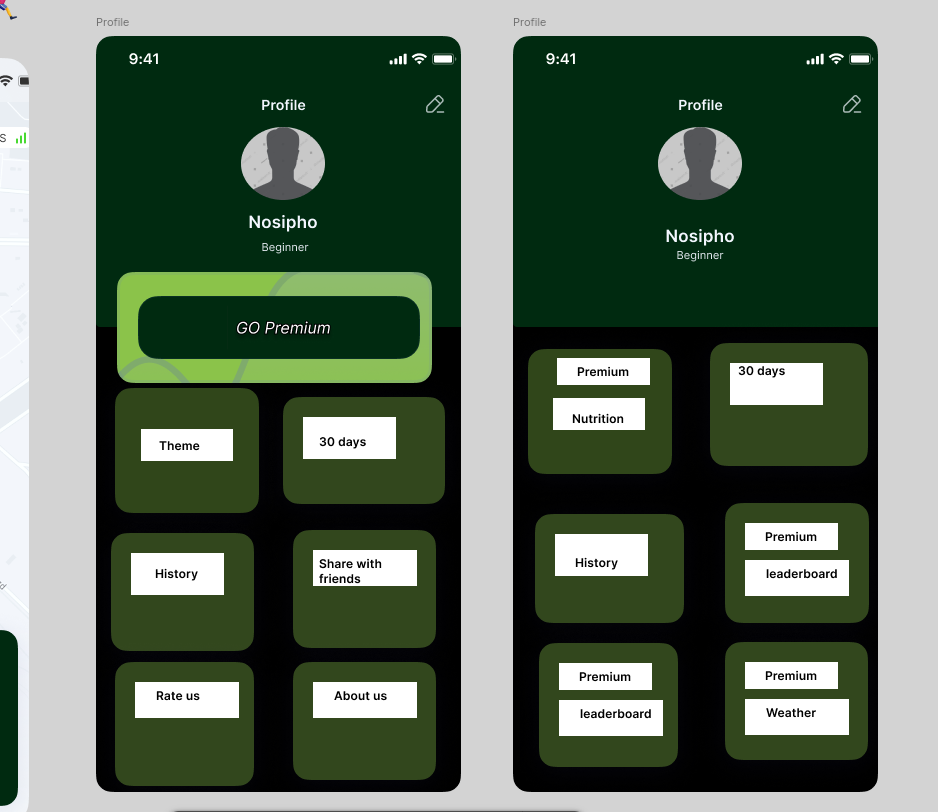 Profile
9:41
Profile
Nosipho
Beginner
GO Premium
Theme
30 days
History
Share with
friends
Rate us
About us
Profile
9:41
Profile
Nosipho
Beginner
Premium
Nutrition
30 days
History
Premium
leaderboard
Premium
leaderboard
Premium
Weather
S